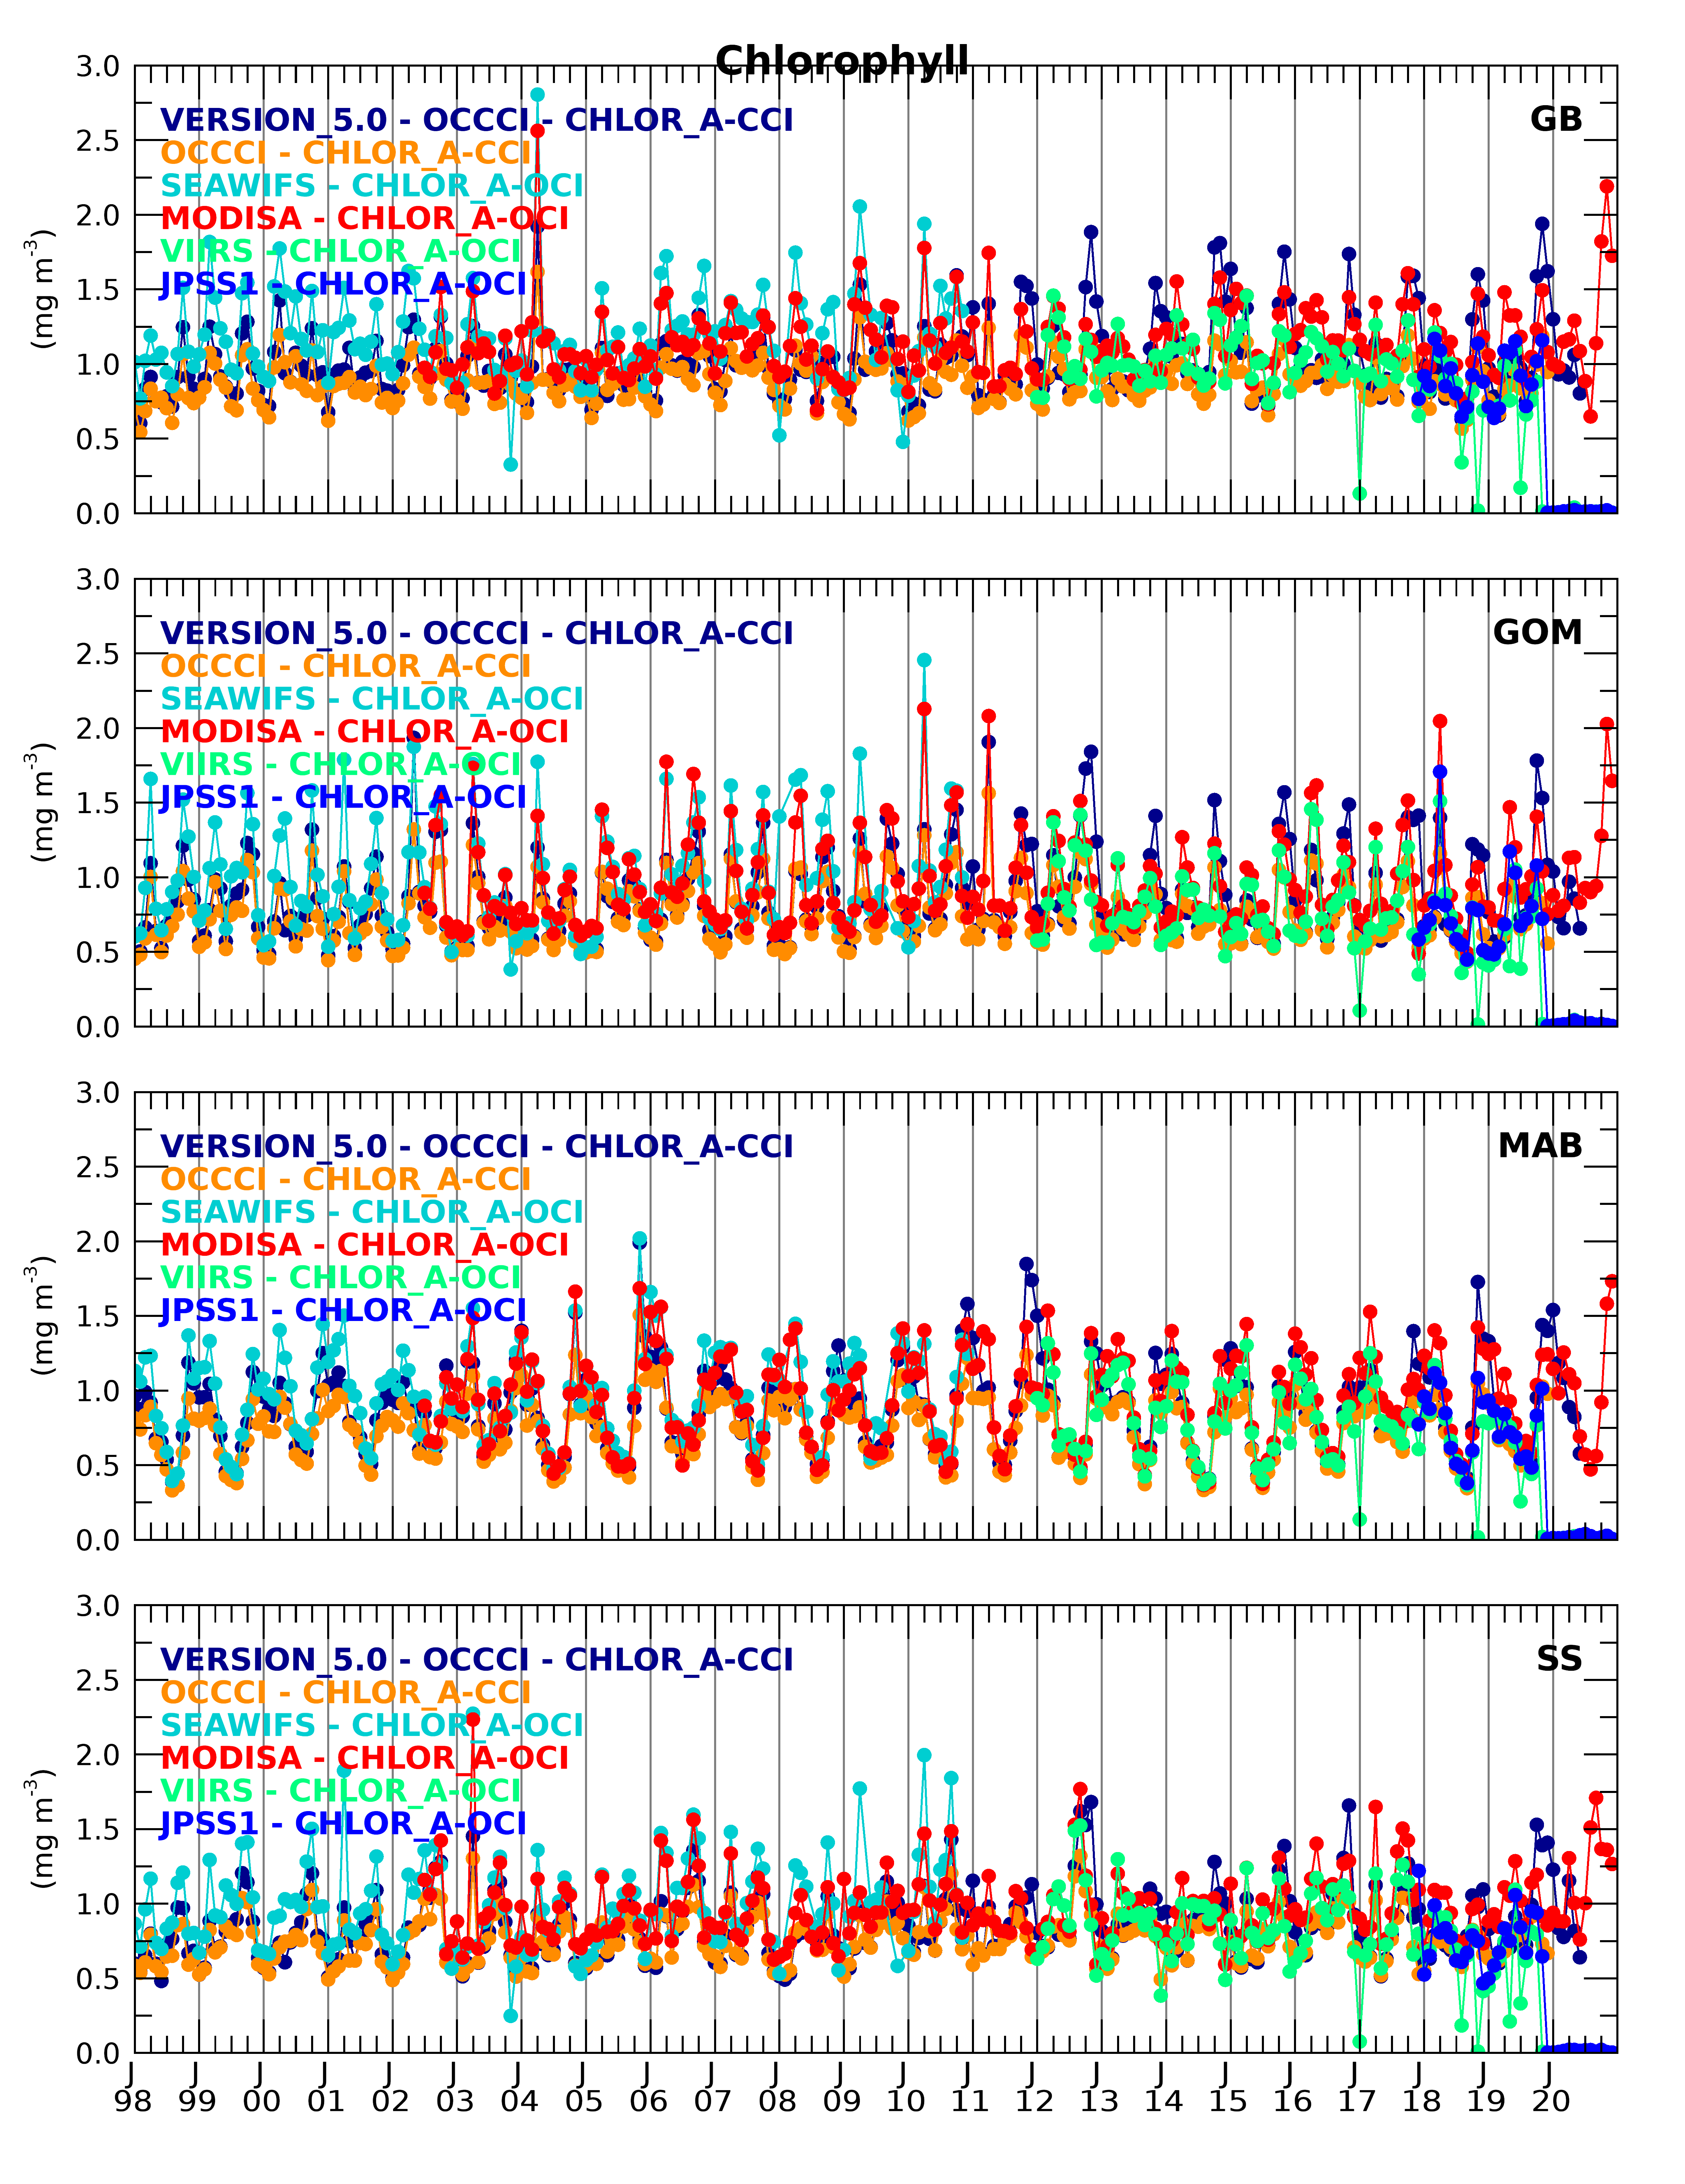 Chlorophyll
3.0
2.5
2.0
1.5
1.0
0.5
0.0
(mg m-3)
VERSION_5.0 - OCCCI - CHLOR_A-CCI
OCCCI - CHLOR_A-CCI
SEAWIFS - CHLOR_A-OCI
MODISA - CHLOR_A-OCI
VIIRS - CHLOR_A-OCI
JPSS1 - CHLOR_A-OCI
GB
3.0
2.5
2.0
1.5
1.0
0.5
0.0
(mg m-3)
VERSION_5.0 - OCCCI - CHLOR_A-CCI
OCCCI - CHLOR_A-CCI
SEAWIFS - CHLOR_A-OCI
MODISA - CHLOR_A-OCI
VIIRS - CHLOR_A-OCI
JPSS1 - CHLOR_A-OCI
GOM
3.0
2.5
2.0
1.5
1.0
0.5
0.0
(mg m-3)
VERSION_5.0 - OCCCI - CHLOR_A-CCI
OCCCI - CHLOR_A-CCI
SEAWIFS - CHLOR_A-OCI
MODISA - CHLOR_A-OCI
VIIRS - CHLOR_A-OCI
JPSS1 - CHLOR_A-OCI
MAB
3.0
2.5
2.0
1.5
1.0
0.5
0.0
(mg m-3)
VERSION_5.0 - OCCCI - CHLOR_A-CCI
OCCCI - CHLOR_A-CCI
SEAWIFS - CHLOR_A-OCI
MODISA - CHLOR_A-OCI
VIIRS - CHLOR_A-OCI
JPSS1 - CHLOR_A-OCI
SS
J J J J J J J J J J J J J J J J J J J J J J J
98 99 00 01 02 03 04 05 06 07 08 09 10 11 12 13 14 15 16 17 18 19 20